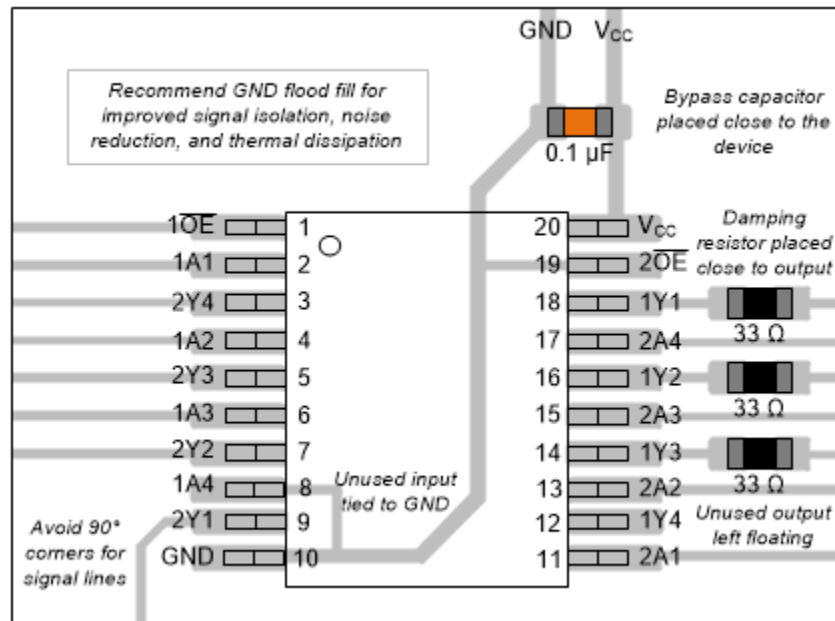 GND VCC
Recommend GND flood fill for
improved signal isolation, noise
reduction, and thermal dissipation
Bypass capacitor
placed close to the
device
0.1 µF
1O̅E̅ 1 20 VCC
Damping
resistor placed
close to output
1A1 2 19 2O̅E̅
2Y4 3 18 1Y1
33 Ω
1A2 4 17 2A4
2Y3 5 16 1Y2
33 Ω
1A3 6 15 2A3
2Y2 7 14 1Y3
33 Ω
1A4 8 13 2A2
Unused input
tied to GND
2Y1 9 12 1Y4
Unused output
left floating
GND 10 11 2A1
Avoid 90°
corners for
signal lines